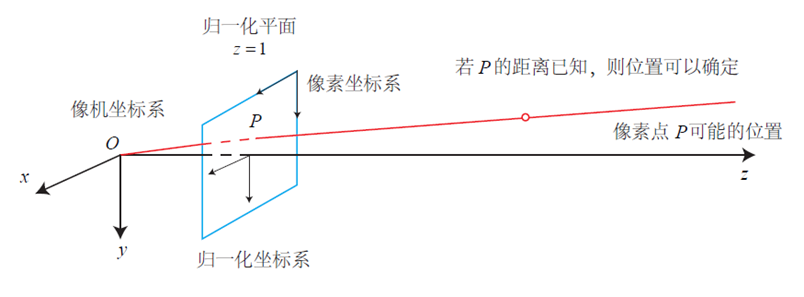 归一化平面
z=1
若 P 的距离已知，则位置可以确定
像素坐标系
像机坐标系
P
像素点 P 可能的位置
O
x
z
y
归一化坐标系